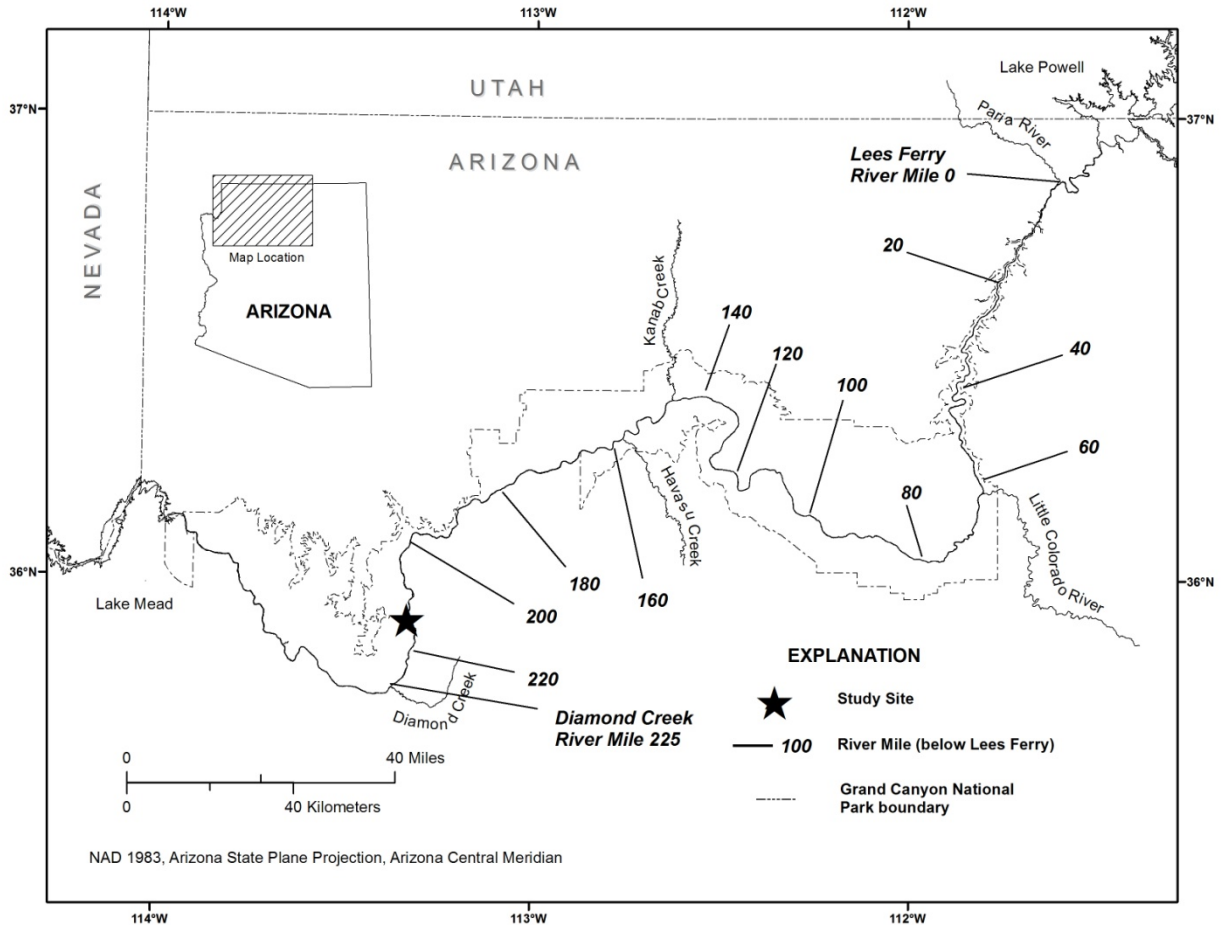 114°W
113°W
112°W
Lake Powell
UTAH
37°N
37°N
Paria River
ARIZONA
Lees Ferry
River Mile 0
NEVADA
20
Map Location
Kanab Creek
ARIZONA
140
120
40
100
60
Havasu Creek
80
Little Colorado River
36°N
36°N
180
160
Lake Mead
200
EXPLANATION
220
Study Site
Diamond Creek
Diamond Creek
River Mile 225
100
River Mile (below Lees Ferry)
0
40 Miles
0
40 Kilometers
Grand Canyon National
Park boundary
NAD 1983, Arizona State Plane Projection, Arizona Central Meridian
114°W
113°W
112°W